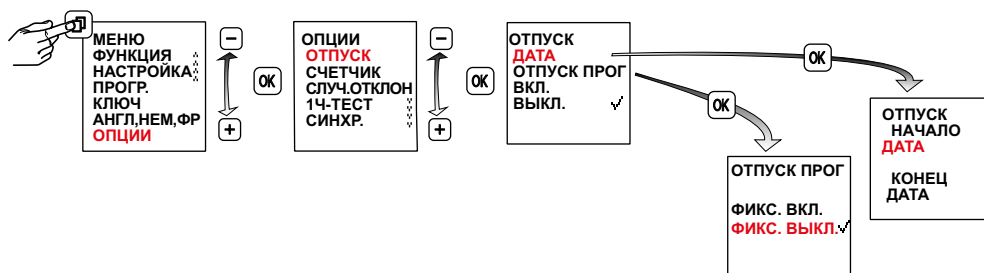 МЕНЮ
ФУНКЦИЯ
НАСТРОЙКА
ПРОГР.
КЛЮЧ
АНГЛ,НЕМ,ФР
ОПЦИИ
−
+
OK
ОПЦИИ
ОТПУСК
СЧЕТЧИК
СЛУЧ.ОТКЛОН
1Ч-ТЕСТ
СИНХР.
−
+
OK
ОТПУСК
ДАТА
ОТПУСК ПРОГ
ВКЛ.
ВЫКЛ. ✓
OK
OK
ОТПУСК ПРОГ
ФИКС. ВКЛ.
ФИКС. ВЫКЛ.✓
ОТПУСК
НАЧАЛО
ДАТА
КОНЕЦ
ДАТА